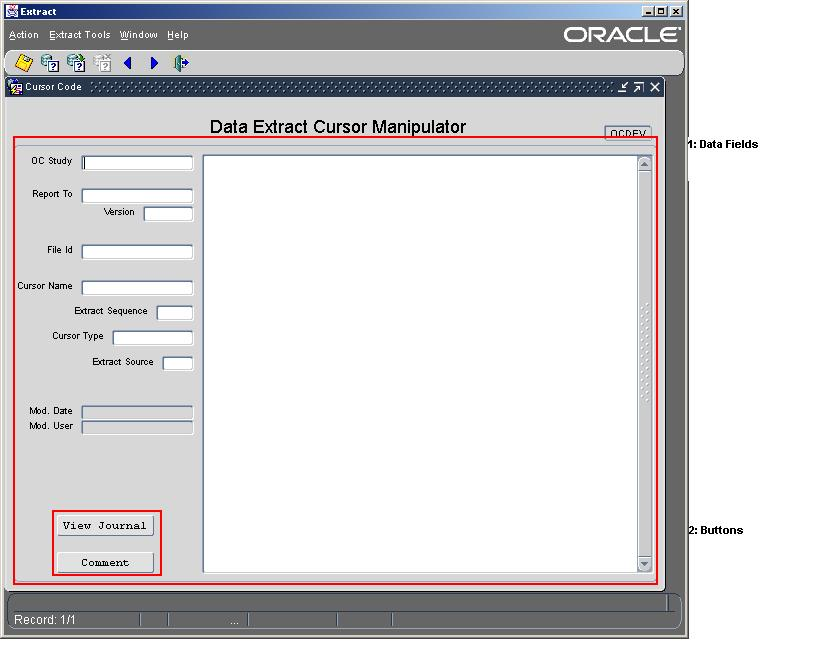 Extract
Action Extract Tools Window Help
ORACLE
Cursor Code
Data Extract Cursor Manipulator
OCDEV
1: Data Fields
OC Study
Report To
Version
File Id
Cursor Name
Extract Sequence
Cursor Type
Extract Source
Mod. Date
Mod. User
View Journal
2: Buttons
Comment
Record: 1/1
...